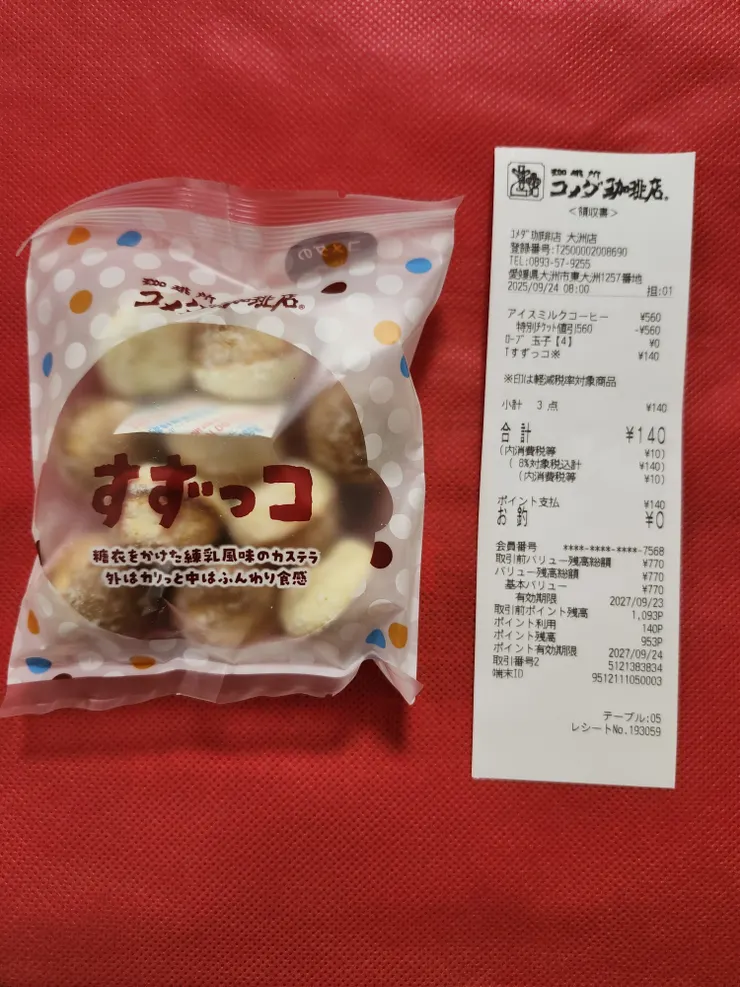 珈琲所
コメダ珈琲店®
すずっコ
糖衣をかけた練乳風味のカステラ
外はカリっと中はふんわり食感
珈琲所
コメダ珈琲店®
<領収書>
コメダ珈琲店 大洲店
登録番号:T2500002008690
TEL:0893-57-9255
愛媛県大洲市東大洲1257番地
2025/09/24 08:00 担:01
アイスミルクコーヒー ¥560
特別チケット値引560 -¥560
ローブ 玉子【4】 ¥0
「すずっコ※ ¥140
※印は軽減税率対象商品
小計 3 点 ¥140
合計 ¥140
(内消費税等 ¥10)
( 8%対象税込計 ¥140)
(内消費税等 ¥10)
ポイント支払 ¥140
お釣 ¥0
会員番号 ****-****-****-7568
取引前バリュー残高総額 ¥770
バリュー残高総額 ¥770
基本バリュー ¥770
有効期限 2027/09/23
取引前ポイント残高 1,093P
ポイント利用 140P
ポイント残高 953P
ポイント有効期限 2027/09/24
取引番号2 5121383834
端末ID 9512111050003
テーブル:05
レシートNo.193059